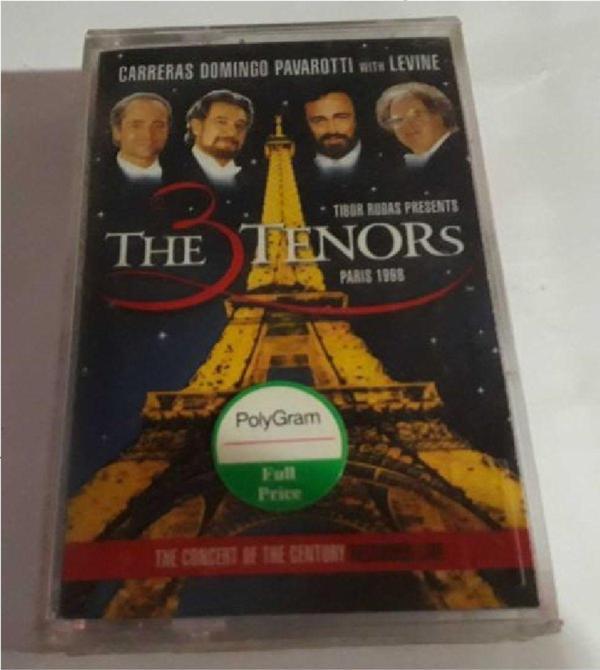 CARRERAS DOMINGO PAVAROTTI WITH LEVINE
TIBOR RUDAS PRESENTS
THE 3 TENORS
PARIS 1998
PolyGram
Full
Price
THE CONCERT OF THE CENTURY